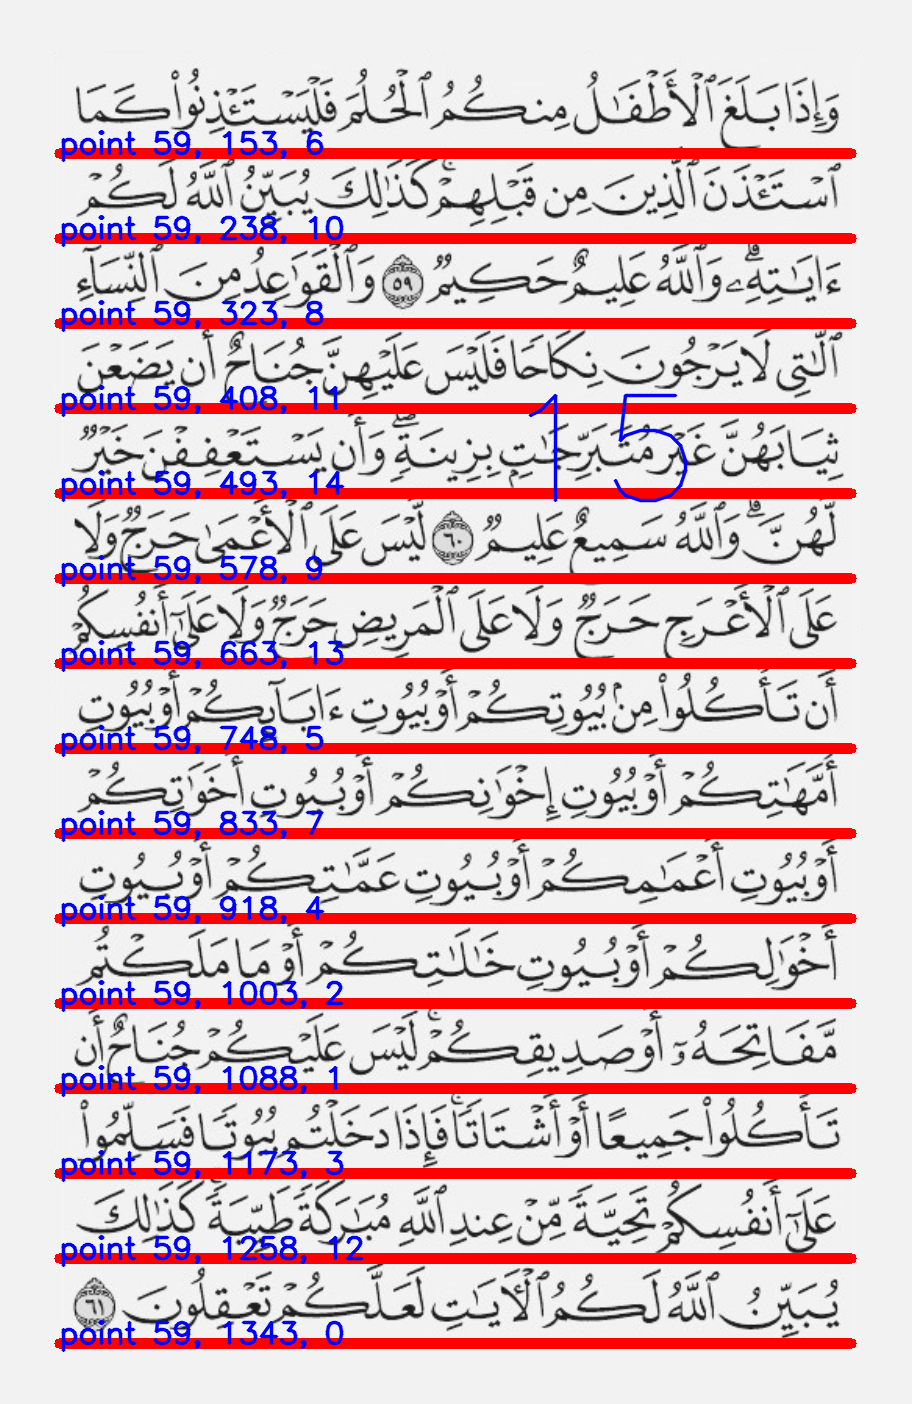 وَإِذَا بَلَغَ ٱلْأَطْفَـٰلُ مِنكُمُ ٱلْحُلُمَ فَلْيَسْتَـْٔذِنُوا۟ كَمَا
point 59, 153, 6
ٱسْتَـْٔذَنَ ٱلَّذِينَ مِن قَبْلِهِمْ ۚ كَذَٰلِكَ يُبَيِّنُ ٱللَّهُ لَكُمْ
point 59, 238, 10
ءَايَـٰتِهِۦ ۗ وَٱللَّهُ عَلِيمٌ حَكِيمٌ ٥٩ وَٱلْقَوَٰعِدُ مِنَ ٱلنِّسَآءِ
point 59, 323, 8
ٱلَّـٰتِى لَا يَرْجُونَ نِكَاحًا فَلَيْسَ عَلَيْهِنَّ جُنَاحٌ أَن يَضَعْنَ
point 59, 408, 11
ثِيَابَهُنَّ غَيْرَ مُتَبَرِّجَـٰتٍۭ بِزِينَةٍ ۖ وَأَن يَسْتَعْفِفْنَ خَيْرٌ
15
point 59, 493, 14
لَّهُنَّ ۗ وَٱللَّهُ سَمِيعٌ عَلِيمٌ ٦٠ لَّيْسَ عَلَى ٱلْأَعْمَىٰ حَرَجٌ وَلَا
point 59, 578, 9
عَلَى ٱلْأَعْرَجِ حَرَجٌ وَلَا عَلَى ٱلْمَرِيضِ حَرَجٌ وَلَا عَلَىٰٓ أَنفُسِكُمْ
point 59, 663, 13
أَن تَأْكُلُوا۟ مِنۢ بُيُوتِكُمْ أَوْ بُيُوتِ ءَابَآئِكُمْ أَوْ بُيُوتِ
point 59, 748, 5
أُمَّهَـٰتِكُمْ أَوْ بُيُوتِ إِخْوَٰنِكُمْ أَوْ بُيُوتِ أَخَوَٰتِكُمْ
point 59, 833, 7
أَوْ بُيُوتِ أَعْمَـٰمِكُمْ أَوْ بُيُوتِ عَمَّـٰتِكُمْ أَوْ بُيُوتِ
point 59, 918, 4
أَخْوَٰلِكُمْ أَوْ بُيُوتِ خَـٰلَـٰتِكُمْ أَوْ مَا مَلَكْتُم
point 59, 1003, 2
مَّفَاتِحَهُۥٓ أَوْ صَدِيقِكُمْ ۚ لَيْسَ عَلَيْكُمْ جُنَاحٌ أَن
point 59, 1088, 1
تَأْكُلُوا۟ جَمِيعًا أَوْ أَشْتَاتًا ۚ فَإِذَا دَخَلْتُم بُيُوتًا فَسَلِّمُوا۟
point 59, 1173, 3
عَلَىٰٓ أَنفُسِكُمْ تَحِيَّةً مِّنْ عِندِ ٱللَّهِ مُبَـٰرَكَةً طَيِّبَةً ۚ كَذَٰلِكَ
point 59, 1258, 12
يُبَيِّنُ ٱللَّهُ لَكُمُ ٱلْـَٔايَـٰتِ لَعَلَّكُمْ تَعْقِلُونَ ٦١
point 59, 1343, 0